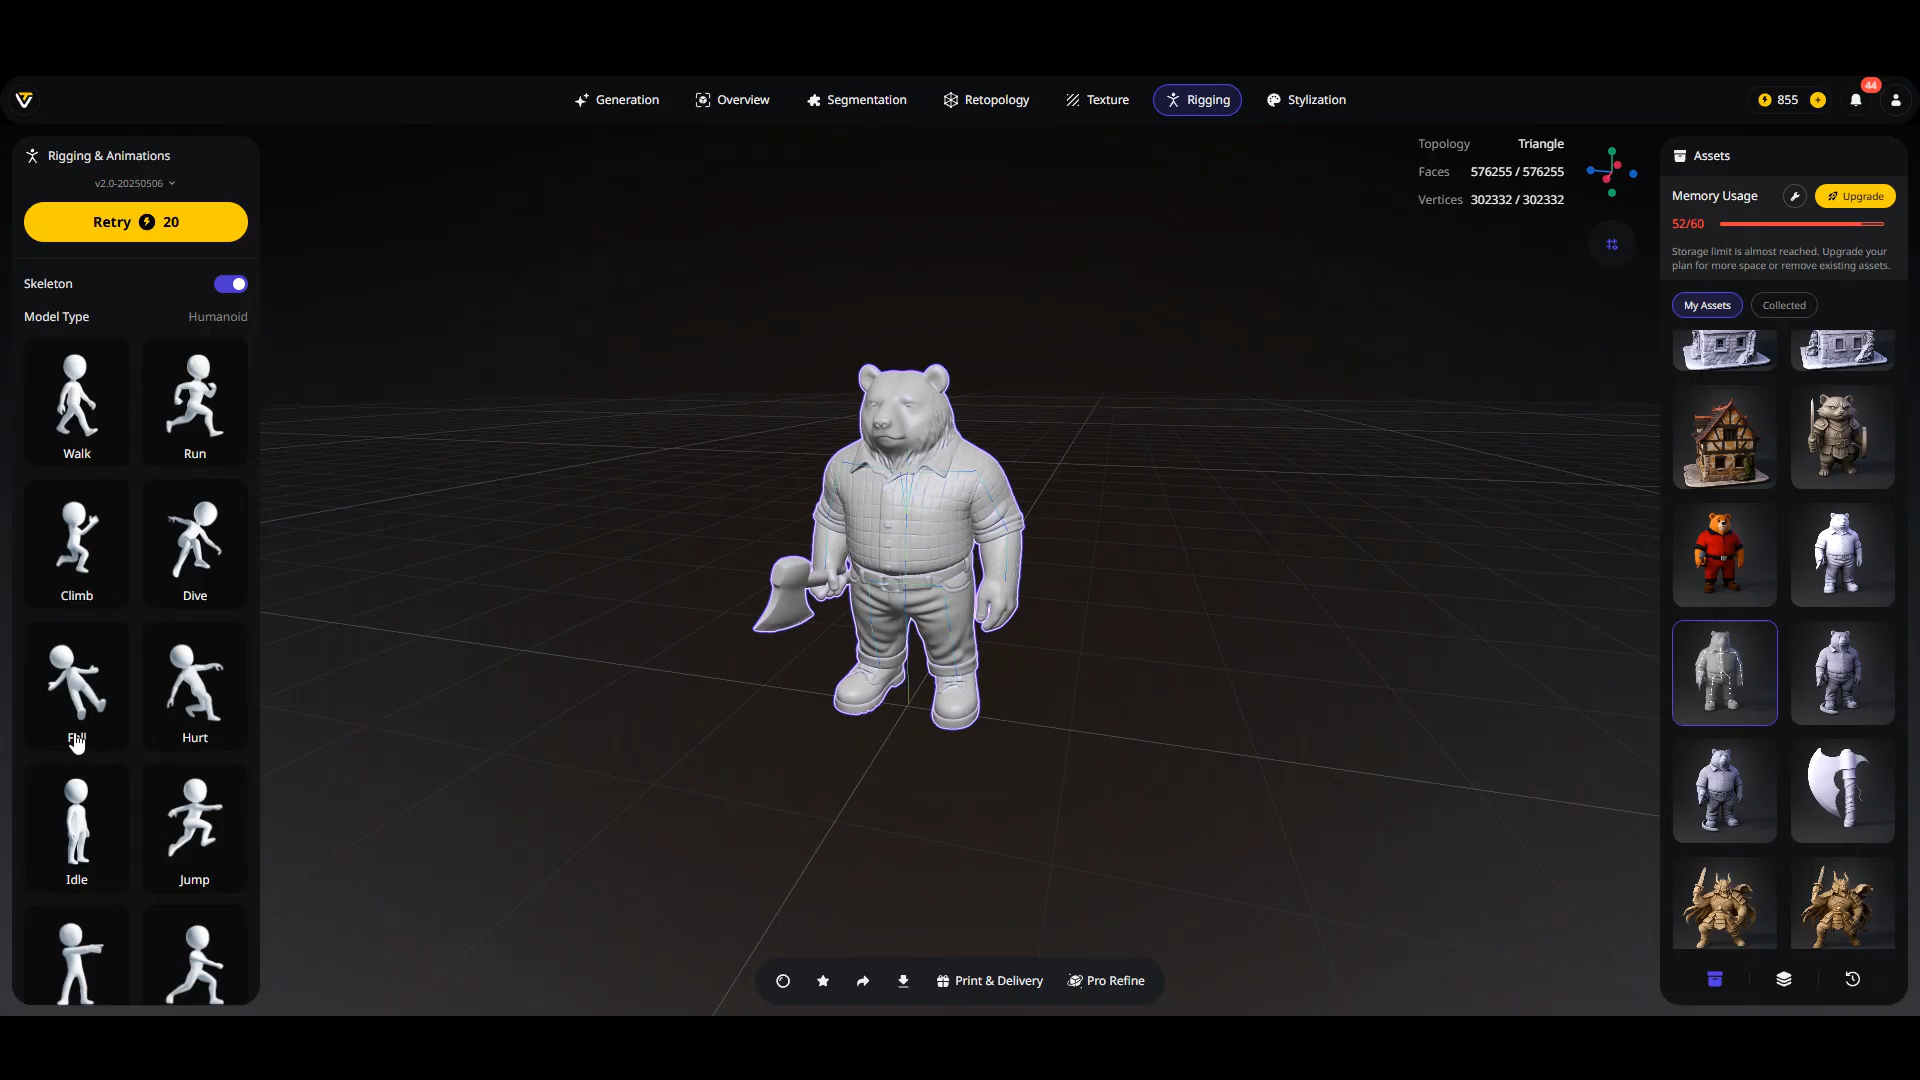 Generation
Overview
Segmentation
Retopology
Texture
Rigging
Stylization
855
44
Rigging & Animations
v2.0-20250506
Retry 20
Skeleton
Model Type Humanoid
Walk
Run
Climb
Dive
Hurt
Idle
Jump
Topology Triangle
Faces 576255 / 576255
Vertices 302332 / 302332
Assets
Memory Usage
Upgrade
52/60
Storage limit is almost reached. Upgrade your
plan for more space or remove existing assets.
My Assets
Collected
Print & Delivery
Pro Refine